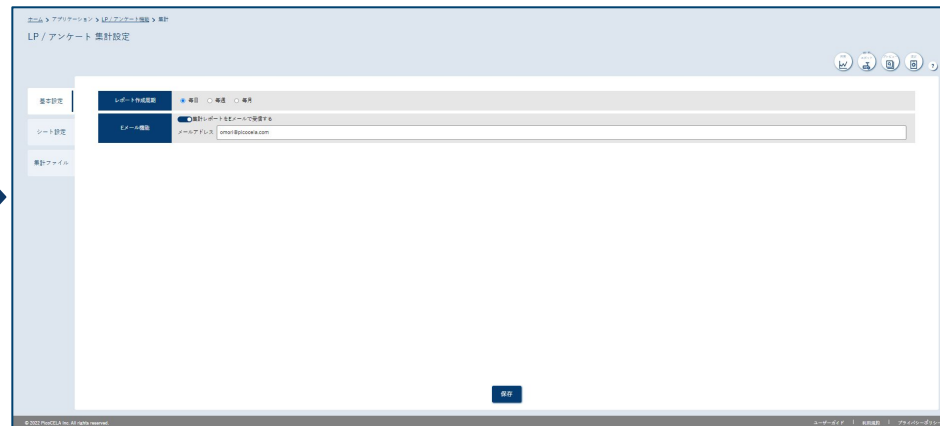 ホーム > アプリケーション > LP / アンケート機能 > 集計
LP / アンケート 集計設定
基本設定
レポート作成周期 毎日 毎週 毎月
Eメール機能 集計レポートをEメールで受信する
メールアドレス omori@picocela.com
シート設定
集計ファイル
保存
© 2022 PicoCELA Inc. All rights reserved. ユーザーガイド | 利用規約 | プライバシーポリシー